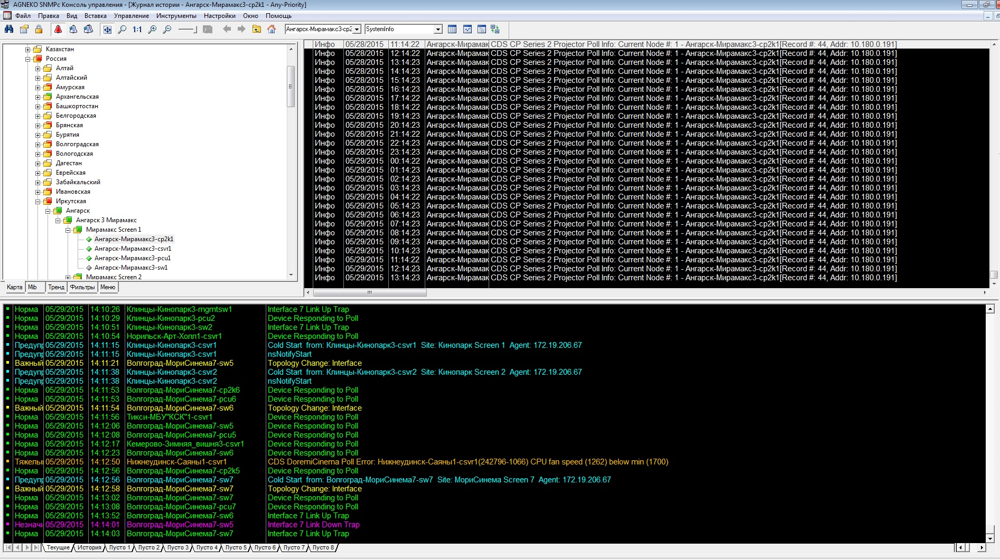 AGNEKO SNMPc Консоль управления - [Журнал истории - Ангарск-Мирамакс3-cp2k1 - Any-Priority]
Файл Правка Вид Вставка Управление Инструменты Настройки Окно Помощь
1:1 Ангарск-Мирамакс3-cp2 SystemInfo
Казахстан
Россия
Алтай
Алтайский
Амурская
Архангельская
Башкортостан
Белгородская
Брянская
Бурятия
Волгоградская
Вологодская
Дагестан
Еврейская
Забайкальский
Ивановская
Иркутская
Ангарск
Ангарск 3 Мирамакс
Мирамакс Screen 1
Ангарск-Мирамакс3-cp2k1
Ангарск-Мирамакс3-csvr1
Ангарск-Мирамакс3-pcu1
Ангарск-Мирамакс3-sw1
Мирамакс Screen 2
Карта Mib Тренд Фильтры Меню
Инфо 05/28/2015 11:14:22 Ангарск-Мирамак CDS CP Series 2 Projector Poll Info: Current Node #: 1 - Ангарск-Мирамакс3-cp2k1[Record #: 44, Addr: 10.180.0.191]
Инфо 05/28/2015 12:14:22 Ангарск-Мирамак CDS CP Series 2 Projector Poll Info: Current Node #: 1 - Ангарск-Мирамакс3-cp2k1[Record #: 44, Addr: 10.180.0.191]
Инфо 05/28/2015 13:14:23 Ангарск-Мирамак CDS CP Series 2 Projector Poll Info: Current Node #: 1 - Ангарск-Мирамакс3-cp2k1[Record #: 44, Addr: 10.180.0.191]
Инфо 05/28/2015 14:14:23 Ангарск-Мирамак CDS CP Series 2 Projector Poll Info: Current Node #: 1 - Ангарск-Мирамакс3-cp2k1[Record #: 44, Addr: 10.180.0.191]
Инфо 05/28/2015 15:14:23 Ангарск-Мирамак CDS CP Series 2 Projector Poll Info: Current Node #: 1 - Ангарск-Мирамакс3-cp2k1[Record #: 44, Addr: 10.180.0.191]
Инфо 05/28/2015 16:14:23 Ангарск-Мирамак CDS CP Series 2 Projector Poll Info: Current Node #: 1 - Ангарск-Мирамакс3-cp2k1[Record #: 44, Addr: 10.180.0.191]
Инфо 05/28/2015 17:14:22 Ангарск-Мирамак CDS CP Series 2 Projector Poll Info: Current Node #: 1 - Ангарск-Мирамакс3-cp2k1[Record #: 44, Addr: 10.180.0.191]
Инфо 05/28/2015 18:14:22 Ангарск-Мирамак CDS CP Series 2 Projector Poll Info: Current Node #: 1 - Ангарск-Мирамакс3-cp2k1[Record #: 44, Addr: 10.180.0.191]
Инфо 05/28/2015 19:14:23 Ангарск-Мирамак CDS CP Series 2 Projector Poll Info: Current Node #: 1 - Ангарск-Мирамакс3-cp2k1[Record #: 44, Addr: 10.180.0.191]
Инфо 05/28/2015 20:14:23 Ангарск-Мирамак CDS CP Series 2 Projector Poll Info: Current Node #: 1 - Ангарск-Мирамакс3-cp2k1[Record #: 44, Addr: 10.180.0.191]
Инфо 05/28/2015 21:14:22 Ангарск-Мирамак CDS CP Series 2 Projector Poll Info: Current Node #: 1 - Ангарск-Мирамакс3-cp2k1[Record #: 44, Addr: 10.180.0.191]
Инфо 05/28/2015 22:14:23 Ангарск-Мирамак CDS CP Series 2 Projector Poll Info: Current Node #: 1 - Ангарск-Мирамакс3-cp2k1[Record #: 44, Addr: 10.180.0.191]
Инфо 05/28/2015 23:14:23 Ангарск-Мирамак CDS CP Series 2 Projector Poll Info: Current Node #: 1 - Ангарск-Мирамакс3-cp2k1[Record #: 44, Addr: 10.180.0.191]
Инфо 05/29/2015 00:14:22 Ангарск-Мирамак CDS CP Series 2 Projector Poll Info: Current Node #: 1 - Ангарск-Мирамакс3-cp2k1[Record #: 44, Addr: 10.180.0.191]
Инфо 05/29/2015 01:14:23 Ангарск-Мирамак CDS CP Series 2 Projector Poll Info: Current Node #: 1 - Ангарск-Мирамакс3-cp2k1[Record #: 44, Addr: 10.180.0.191]
Инфо 05/29/2015 02:14:23 Ангарск-Мирамак CDS CP Series 2 Projector Poll Info: Current Node #: 1 - Ангарск-Мирамакс3-cp2k1[Record #: 44, Addr: 10.180.0.191]
Инфо 05/29/2015 03:14:23 Ангарск-Мирамак CDS CP Series 2 Projector Poll Info: Current Node #: 1 - Ангарск-Мирамакс3-cp2k1[Record #: 44, Addr: 10.180.0.191]
Инфо 05/29/2015 04:14:22 Ангарск-Мирамак CDS CP Series 2 Projector Poll Info: Current Node #: 1 - Ангарск-Мирамакс3-cp2k1[Record #: 44, Addr: 10.180.0.191]
Инфо 05/29/2015 05:14:23 Ангарск-Мирамак CDS CP Series 2 Projector Poll Info: Current Node #: 1 - Ангарск-Мирамакс3-cp2k1[Record #: 44, Addr: 10.180.0.191]
Инфо 05/29/2015 06:14:23 Ангарск-Мирамак CDS CP Series 2 Projector Poll Info: Current Node #: 1 - Ангарск-Мирамакс3-cp2k1[Record #: 44, Addr: 10.180.0.191]
Инфо 05/29/2015 07:14:23 Ангарск-Мирамак CDS CP Series 2 Projector Poll Info: Current Node #: 1 - Ангарск-Мирамакс3-cp2k1[Record #: 44, Addr: 10.180.0.191]
Инфо 05/29/2015 08:14:23 Ангарск-Мирамак CDS CP Series 2 Projector Poll Info: Current Node #: 1 - Ангарск-Мирамакс3-cp2k1[Record #: 44, Addr: 10.180.0.191]
Инфо 05/29/2015 09:14:23 Ангарск-Мирамак CDS CP Series 2 Projector Poll Info: Current Node #: 1 - Ангарск-Мирамакс3-cp2k1[Record #: 44, Addr: 10.180.0.191]
Инфо 05/29/2015 10:14:23 Ангарск-Мирамак CDS CP Series 2 Projector Poll Info: Current Node #: 1 - Ангарск-Мирамакс3-cp2k1[Record #: 44, Addr: 10.180.0.191]
Инфо 05/29/2015 11:14:22 Ангарск-Мирамак CDS CP Series 2 Projector Poll Info: Current Node #: 1 - Ангарск-Мирамакс3-cp2k1[Record #: 44, Addr: 10.180.0.191]
Инфо 05/29/2015 12:14:23 Ангарск-Мирамак CDS CP Series 2 Projector Poll Info: Current Node #: 1 - Ангарск-Мирамакс3-cp2k1[Record #: 44, Addr: 10.180.0.191]
Инфо 05/29/2015 13:14:23 Ангарск-Мирамак CDS CP Series 2 Projector Poll Info: Current Node #: 1 - Ангарск-Мирамакс3-cp2k1[Record #: 44, Addr: 10.180.0.191]
Норма 05/29/2015 14:10:26 Клинцы-Кинопарк3-mgmtsw1 Interface 7 Link Up Trap
Норма 05/29/2015 14:10:29 Клинцы-Кинопарк3-pcu2 Device Responding to Poll
Норма 05/29/2015 14:10:51 Клинцы-Кинопарк3-sw2 Interface 7 Link Up Trap
Норма 05/29/2015 14:10:54 Норильск-Арт-Холл1-csvr1 Device Responding to Poll
Предупр 05/29/2015 14:11:15 Клинцы-Кинопарк3-csvr1 Cold Start from: Клинцы-Кинопарк3-csvr1 Site: Кинопарк Screen 1 Agent: 172.19.206.67
Предупр 05/29/2015 14:11:15 Клинцы-Кинопарк3-csvr1 nsNotifyStart
Важный 05/29/2015 14:11:21 Волгоград-МориСинема7-sw5 Topology Change: Interface
Предупр 05/29/2015 14:11:38 Клинцы-Кинопарк3-csvr2 Cold Start from: Клинцы-Кинопарк3-csvr2 Site: Кинопарк Screen 2 Agent: 172.19.206.67
Предупр 05/29/2015 14:11:38 Клинцы-Кинопарк3-csvr2 nsNotifyStart
Норма 05/29/2015 14:11:53 Волгоград-МориСинема7-cp2k6 Device Responding to Poll
Норма 05/29/2015 14:11:53 Волгоград-МориСинема7-pcu6 Device Responding to Poll
Важный 05/29/2015 14:11:54 Волгоград-МориСинема7-sw6 Topology Change: Interface
Норма 05/29/2015 14:11:56 Тикси-МБУ"КСК"1-csvr1 Device Responding to Poll
Норма 05/29/2015 14:12:06 Волгоград-МориСинема7-sw5 Device Responding to Poll
Норма 05/29/2015 14:12:08 Волгоград-МориСинема7-pcu5 Device Responding to Poll
Норма 05/29/2015 14:12:17 Кемерово-Зимняя_вишня3-csvr1 Device Responding to Poll
Норма 05/29/2015 14:12:23 Волгоград-МориСинема7-sw6 Device Responding to Poll
Тяжелы 05/29/2015 14:12:50 Нижнеудинск-Саяны1-csvr1 CDS DoremiCinema Poll Error: Нижнеудинск-Саяны1-csvr1(242796-1066) CPU fan speed (1262) below min (1700)
Норма 05/29/2015 14:12:56 Волгоград-МориСинема7-cp2k5 Device Responding to Poll
Предупр 05/29/2015 14:12:56 Волгоград-МориСинема7-sw7 Cold Start from: Волгоград-МориСинема7-sw7 Site: МориСинема Screen 7 Agent: 172.19.206.67
Важный 05/29/2015 14:12:58 Волгоград-МориСинема7-sw7 Topology Change: Interface
Норма 05/29/2015 14:13:02 Волгоград-МориСинема7-sw7 Device Responding to Poll
Норма 05/29/2015 14:13:08 Волгоград-МориСинема7-pcu7 Device Responding to Poll
Норма 05/29/2015 14:13:52 Волгоград-МориСинема7-sw6 Interface 7 Link Up Trap
Незначи 05/29/2015 14:14:01 Волгоград-МориСинема7-sw5 Interface 7 Link Down Trap
Норма 05/29/2015 14:14:03 Волгоград-МориСинема7-sw7 Interface 7 Link Up Trap
Текущие История Пусто 1 Пусто 2 Пусто 3 Пусто 4 Пусто 5 Пусто 6 Пусто 7 Пусто 8